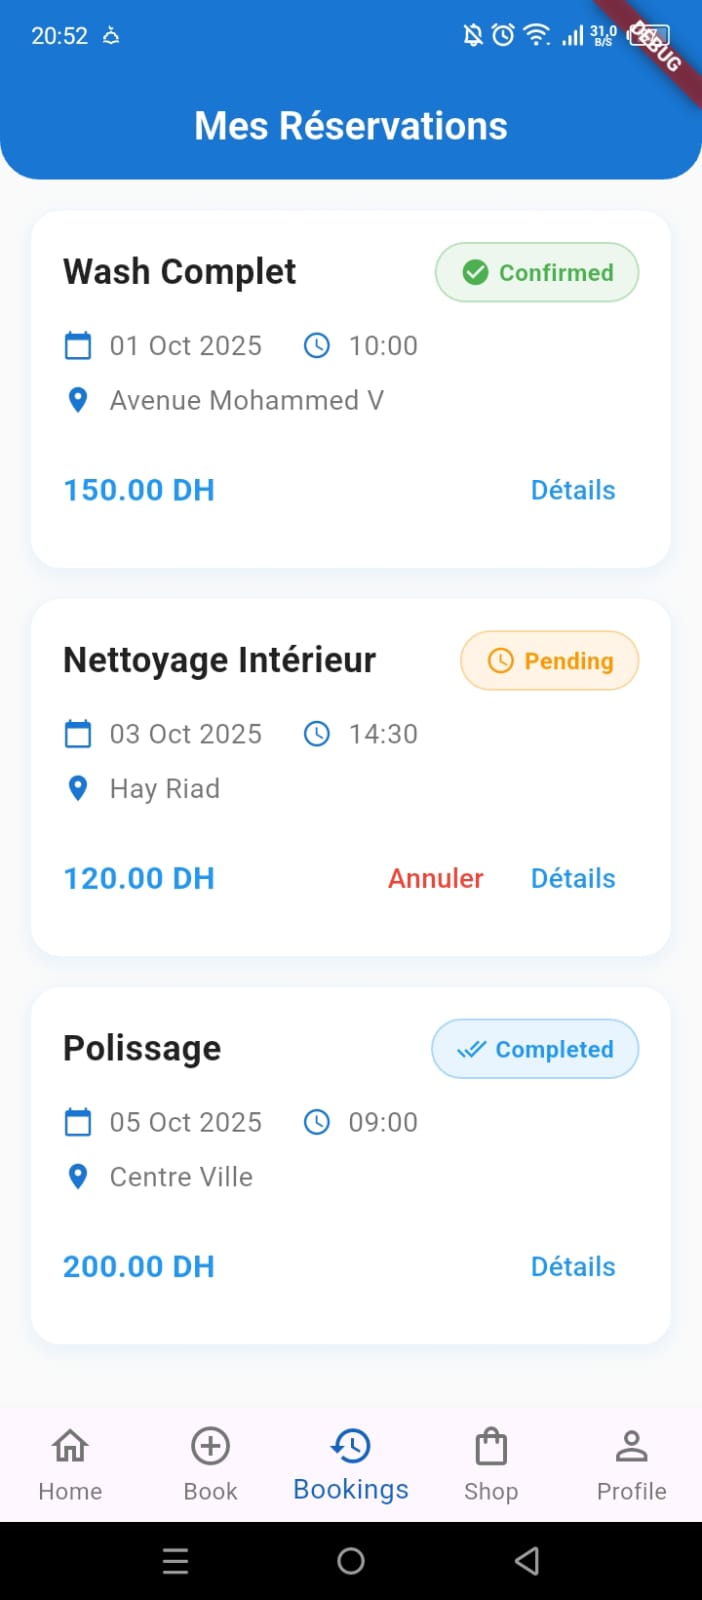 20:52
31,0
B/S
DEBUG
Mes Réservations
Wash Complet
Confirmed
01 Oct 2025 10:00
Avenue Mohammed V
150.00 DH Détails
Nettoyage Intérieur
Pending
03 Oct 2025 14:30
Hay Riad
120.00 DH Annuler Détails
Polissage
Completed
05 Oct 2025 09:00
Centre Ville
200.00 DH Détails
Home Book Bookings Shop Profile